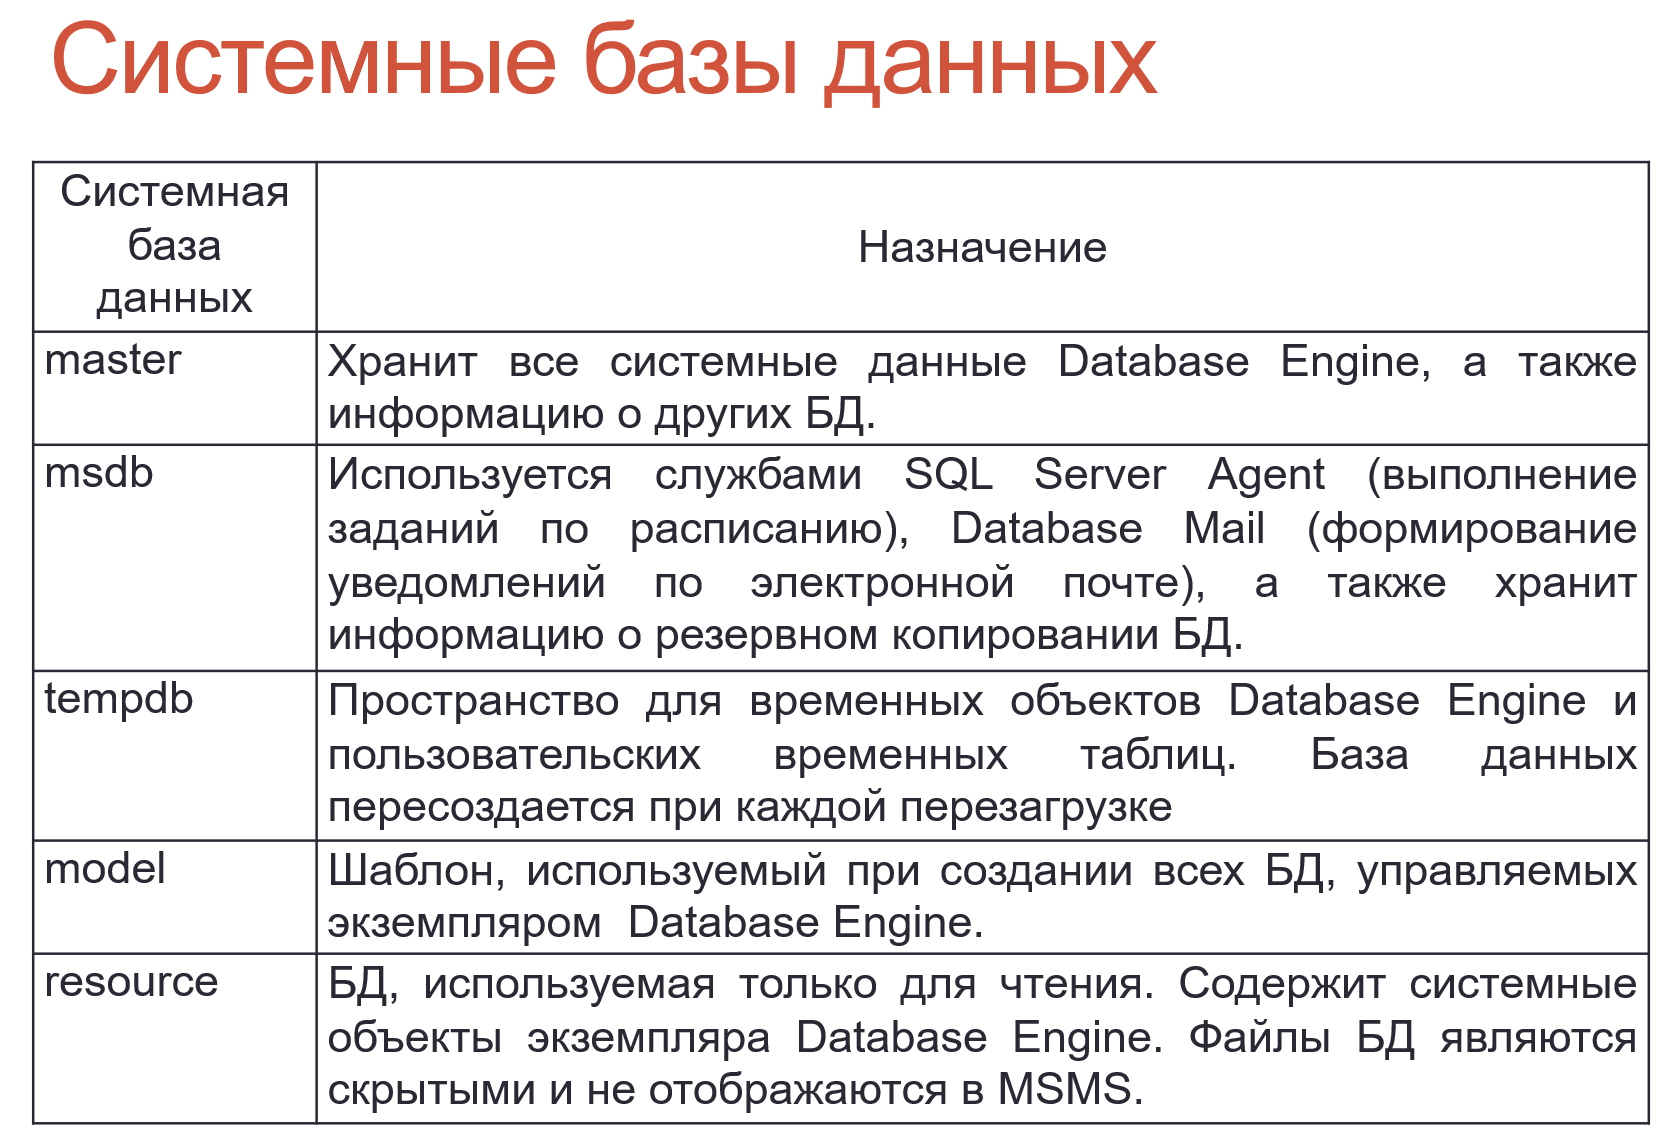 Системные базы данных
Системная
база
данных
Назначение
master
Хранит все системные данные Database Engine, а также
информацию о других БД.
msdb
Используется службами SQL Server Agent (выполнение
заданий по расписанию), Database Mail (формирование
уведомлений по электронной почте), а также хранит
информацию о резервном копировании БД.
tempdb
Пространство для временных объектов Database Engine и
пользовательских временных таблиц. База данных
пересоздается при каждой перезагрузке
model
Шаблон, используемый при создании всех БД, управляемых
экземпляром Database Engine.
resource
БД, используемая только для чтения. Содержит системные
объекты экземпляра Database Engine. Файлы БД являются
скрытыми и не отображаются в MSMS.